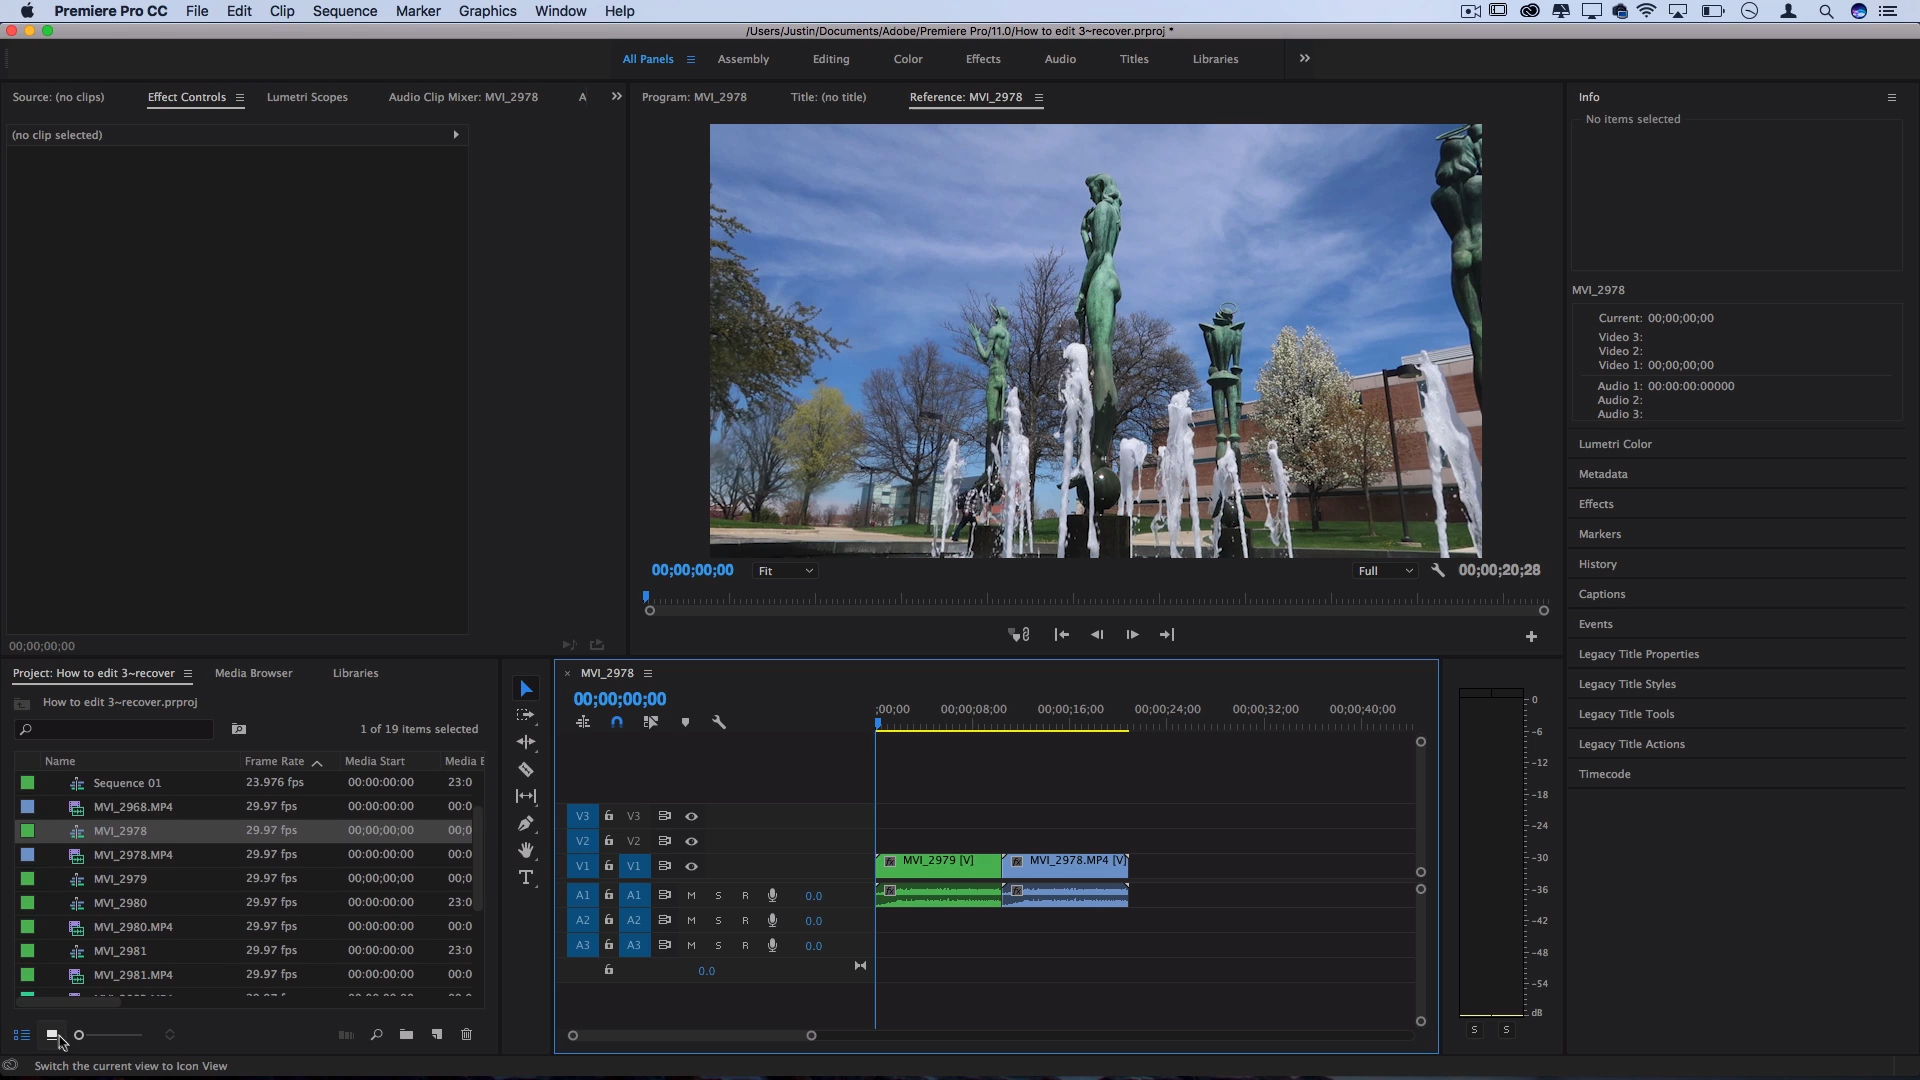 Premiere Pro CC File Edit Clip Sequence Marker Graphics Window Help
/Users/Justin/Documents/Adobe/Premiere Pro/11.0/How to edit 3~recover.prproj *
All Panels Assembly Editing Color Effects Audio Titles Libraries
Source: (no clips) Effect Controls Lumetri Scopes Audio Clip Mixer: MVI_2978 A
Program: MVI_2978 Title: (no title) Reference: MVI_2978
Info
(no clip selected)
No items selected
MVI_2978
Current: 00;00;00;00
Video 3:
Video 2:
Video 1: 00;00;00;00
Audio 1: 00:00:00:00000
Audio 2:
Audio 3:
Lumetri Color
Metadata
Effects
Markers
History
Captions
Events
Legacy Title Properties
Legacy Title Styles
Legacy Title Tools
Legacy Title Actions
Timecode
00;00;00;00 Fit Full 00;00;20;28
00;00;00;00
Project: How to edit 3~recover Media Browser Libraries
How to edit 3~recover.prproj
1 of 19 items selected
Name Frame Rate Media Start Media E
Sequence 01 23.976 fps 00:00:00:00 23:0
MVI_2968.MP4 29.97 fps 00:00:00:00 00:0
MVI_2978 29.97 fps 00;00;00;00 00;0
MVI_2978.MP4 29.97 fps 00:00:00:00 00:0
MVI_2979 29.97 fps 00;00;00;00 00;0
MVI_2980 29.97 fps 00:00:00:00 23:0
MVI_2980.MP4 29.97 fps 00:00:00:00 00:0
MVI_2981 29.97 fps 00:00:00:00 23:0
MVI_2981.MP4 29.97 fps 00:00:00:00 00:0
Switch the current view to Icon View
MVI_2978
00;00;00;00
;00;00 00;00;08;00 00;00;16;00 00;00;24;00 00;00;32;00 00;00;40;00
V3 V3
V2 V2
V1 V1 fx MVI_2979 [V] fx MVI_2978.MP4 [V]
A1 A1 M S R 0.0 fx fx
A2 A2 M S R 0.0
A3 A3 M S R 0.0
0.0
0
-6
-12
-18
-24
-30
-36
-42
-48
-54
dB
S S